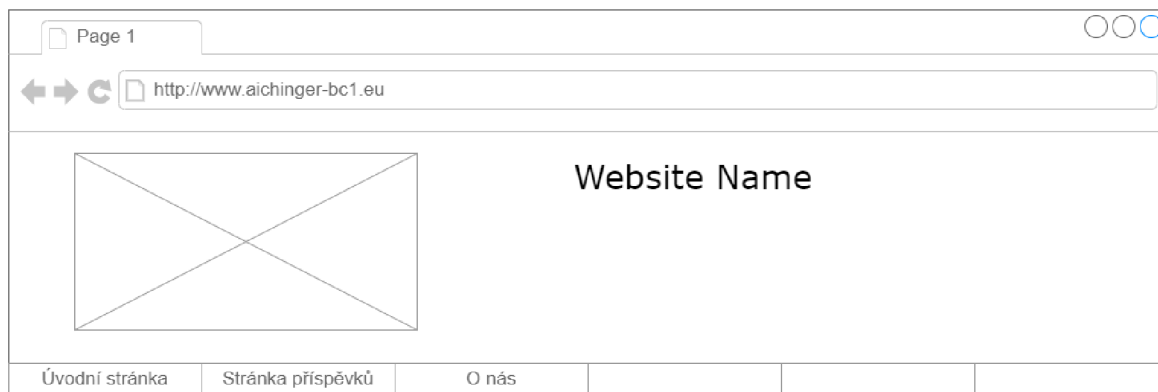 Page 1
http://www.aichinger-bc1.eu
Website Name
Úvodní stránka Stránka příspěvků O nás